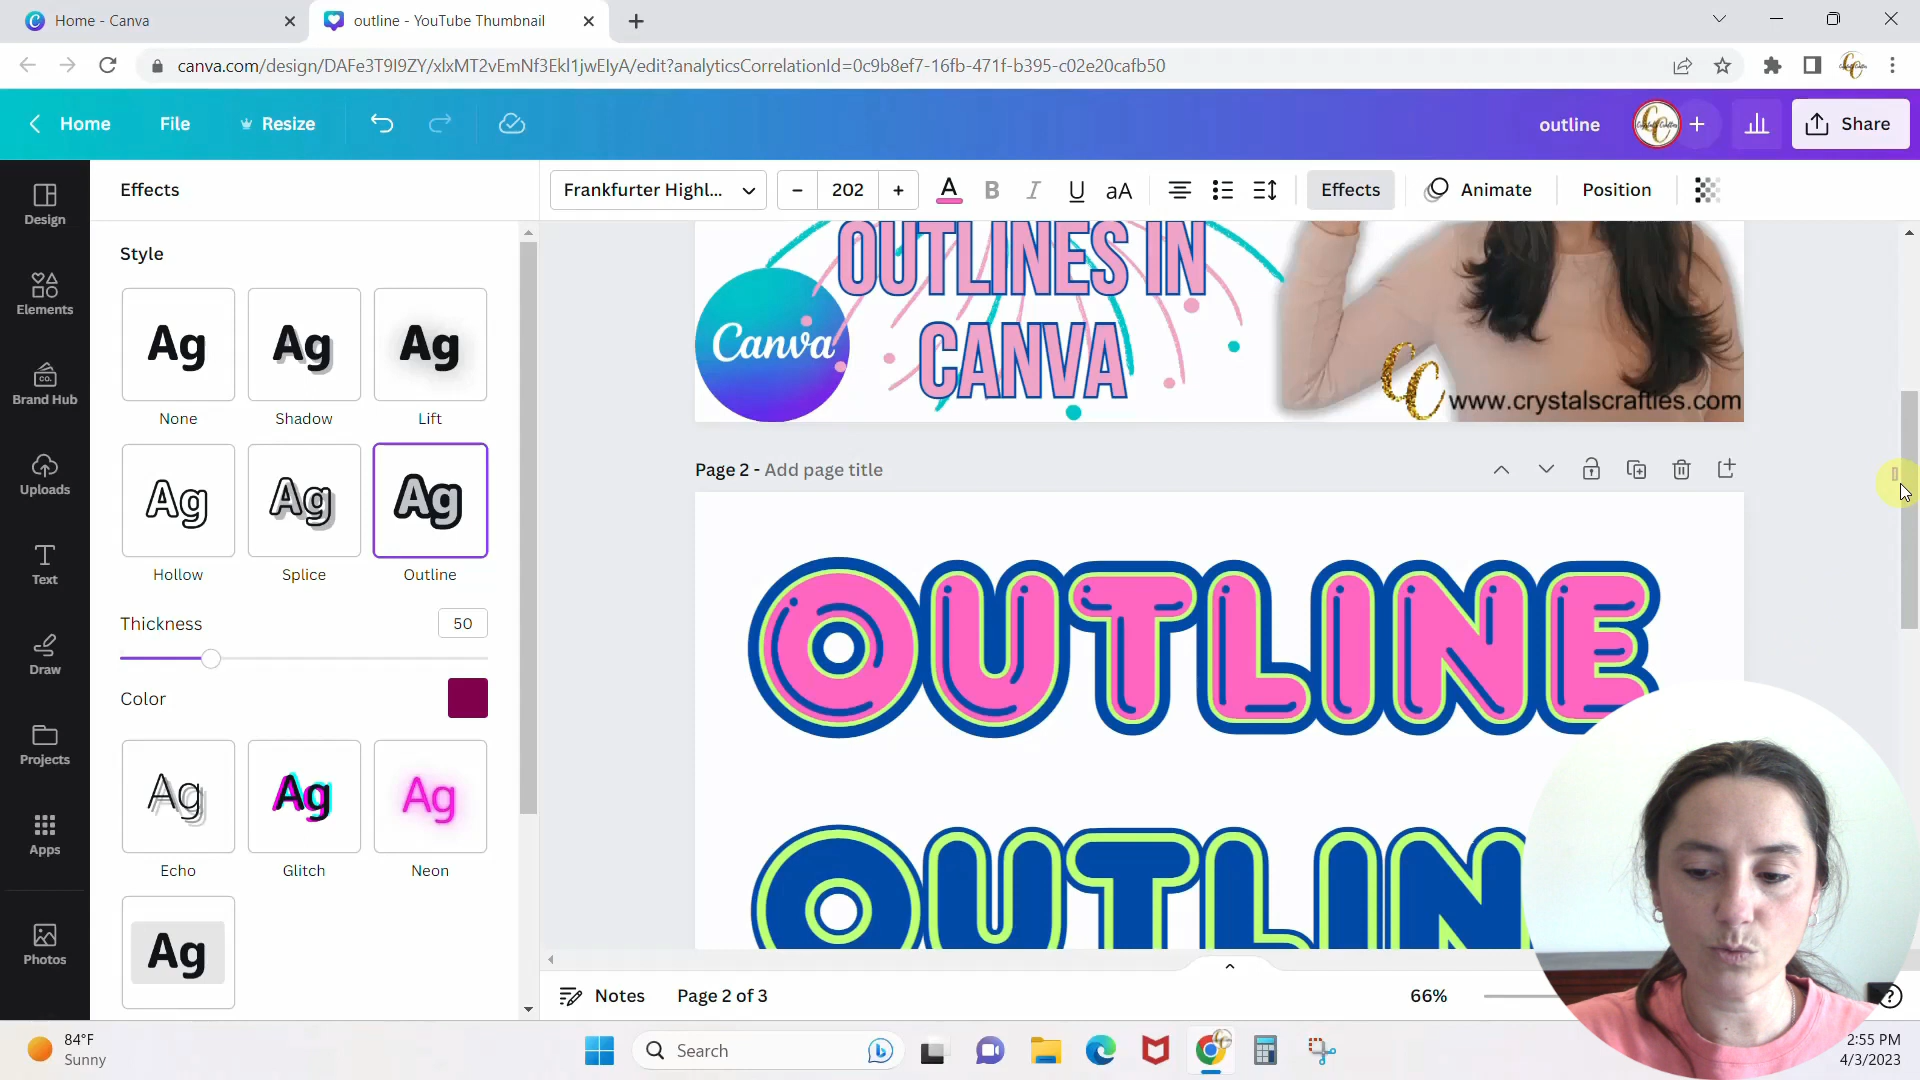 Home - Canva
outline - YouTube Thumbnail
canva.com/design/DAFe3T9I9ZY/xlxMT2vEmNf3Ekl1jwEIyA/edit?analyticsCorrelationId=0c9b8ef7-16fb-471f-b395-c02e20cafb50
Home
File
Resize
outline
Share
Design
Elements
Brand Hub
Uploads
Text
Draw
Projects
Apps
Photos
Effects
Style
Ag
Ag
Ag
None
Shadow
Lift
Ag
Ag
Ag
Hollow
Splice
Outline
Thickness
50
Color
Ag
Ag
Ag
Echo
Glitch
Neon
Ag
Frankfurter Highl...
202
A
B
I
U
aA
Effects
Animate
Position
OUTLINES IN
CANVA
Canva
www.crystalscrafties.com
Page 2 - Add page title
OUTLINE
OUTLIN
Notes
Page 2 of 3
66%
84°F
Sunny
Search
2:55 PM
4/3/2023